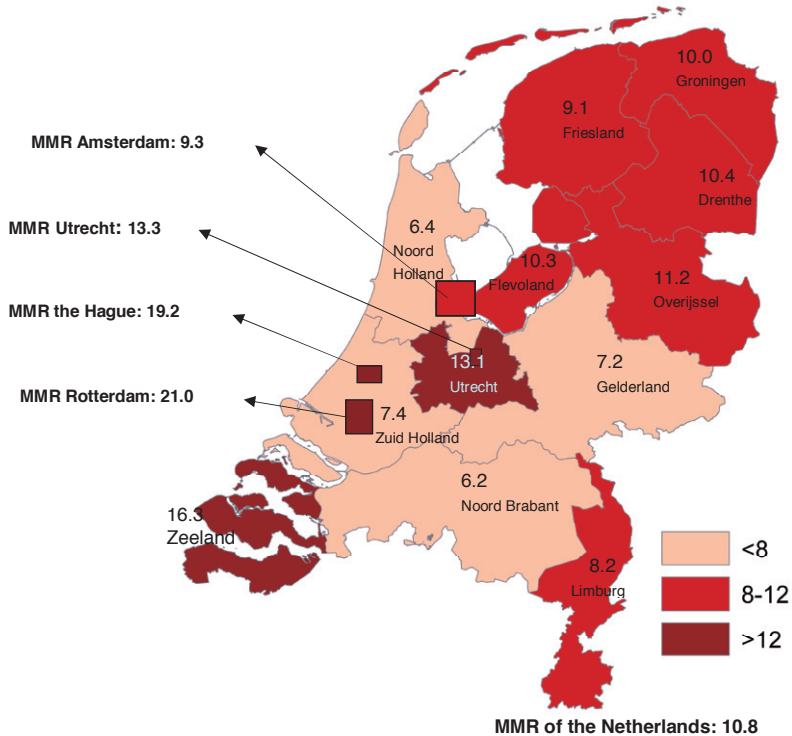 10.0
Groningen
9.1
Friesland
MMR Amsterdam: 9.3
10.4
Drenthe
MMR Utrecht: 13.3
6.4
Noord
Holland
10.3
Flevoland
11.2
Overijssel
MMR the Hague: 19.2
13.1
Utrecht
7.2
Gelderland
MMR Rotterdam: 21.0
7.4
Zuid Holland
6.2
Noord Brabant
16.3
Zeeland
8.2
Limburg
<8
8-12
>12
MMR of the Netherlands: 10.8